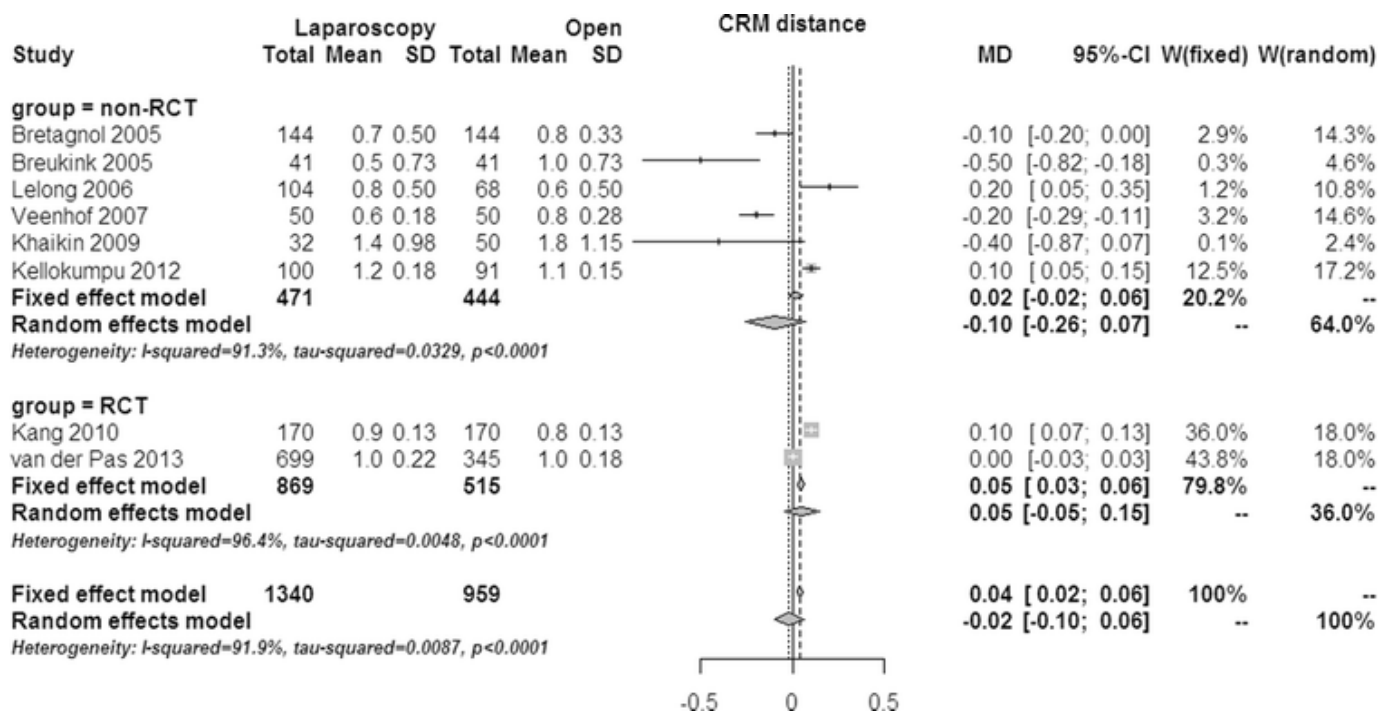 Laparoscopy Open CRM distance
Study Total Mean SD Total Mean SD MD 95%-CI W(fixed) W(random)
group = non-RCT
Bretagnol 2005 144 0.7 0.50 144 0.8 0.33 -0.10 [-0.20; 0.00] 2.9% 14.3%
Breukink 2005 41 0.5 0.73 41 1.0 0.73 -0.50 [-0.82; -0.18] 0.3% 4.6%
Lelong 2006 104 0.8 0.50 68 0.6 0.50 0.20 [ 0.05; 0.35] 1.2% 10.8%
Veenhof 2007 50 0.6 0.18 50 0.8 0.28 -0.20 [-0.29; -0.11] 3.2% 14.6%
Khaikin 2009 32 1.4 0.98 50 1.8 1.15 -0.40 [-0.87; 0.07] 0.1% 2.4%
Kellokumpu 2012 100 1.2 0.18 91 1.1 0.15 0.10 [ 0.05; 0.15] 12.5% 17.2%
Fixed effect model 471 444 0.02 [-0.02; 0.06] 20.2% --
Random effects model -0.10 [-0.26; 0.07] -- 64.0%
Heterogeneity: I-squared=91.3%, tau-squared=0.0329, p<0.0001
group = RCT
Kang 2010 170 0.9 0.13 170 0.8 0.13 0.10 [ 0.07; 0.13] 36.0% 18.0%
van der Pas 2013 699 1.0 0.22 345 1.0 0.18 0.00 [-0.03; 0.03] 43.8% 18.0%
Fixed effect model 869 515 0.05 [ 0.03; 0.06] 79.8% --
Random effects model 0.05 [-0.05; 0.15] -- 36.0%
Heterogeneity: I-squared=96.4%, tau-squared=0.0048, p<0.0001
Fixed effect model 1340 959 0.04 [ 0.02; 0.06] 100% --
Random effects model -0.02 [-0.10; 0.06] -- 100%
Heterogeneity: I-squared=91.9%, tau-squared=0.0087, p<0.0001
-0.5 0 0.5